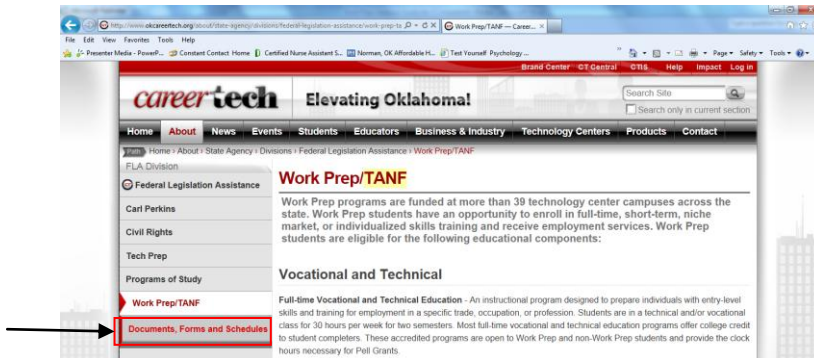 http://www.okcareertech.org/about/state-agency/divisions/federal-legislation-assistance/work-prep-ta
Work Prep/TANF — Career...
File Edit View Favorites Tools Help
Presenter Media - PowerP... Constant Contact Home Certified Nurse Assistant S... Norman, OK Affordable H... Test Yourself Psychology ... Page Safety Tools
Brand Center CT Central CTIS Help Impact Log in
career tech Elevating Oklahoma! Search Site
Search only in current section
Home About News Events Students Educators Business & Industry Technology Centers Products Contact
Path Home › About › State Agency › Divisions › Federal Legislation Assistance › Work Prep/TANF
FLA Division
Federal Legislation Assistance
Carl Perkins
Civil Rights
Tech Prep
Programs of Study
Work Prep/TANF
Documents, Forms and Schedules
Work Prep/TANF
Work Prep programs are funded at more than 39 technology center campuses across the
state. Work Prep students have an opportunity to enroll in full-time, short-term, niche
market, or individualized skills training and receive employment services. Work Prep
students are eligible for the following educational components:
Vocational and Technical
Full-time Vocational and Technical Education - An instructional program designed to prepare individuals with entry-level
skills and training for employment in a specific trade, occupation, or profession. Students are in a technical and/or vocational
class for 30 hours per week for two semesters. Most full-time vocational and technical education programs offer college credit
to student completers. These accredited programs are open to Work Prep and non-Work Prep students and provide the clock
hours necessary for Pell Grants.